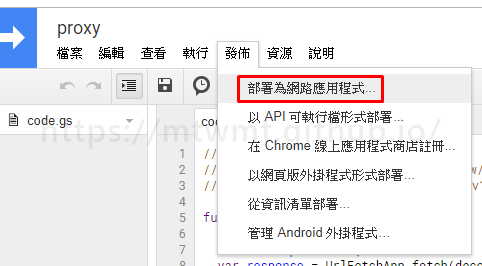 proxy
檔案 編輯 查看 執行 發佈 資源 說明
部署為網路應用程式...
code.gs
以 API 可執行檔形式部署...
https://mtwmt.github.io/
在 Chrome 線上應用程式商店註冊...
1 //
以網頁版外掛程式形式部署...
2 //
3 //
從資訊清單部署...
4
5 fu
管理 Android 外掛程式...
6
7
8 var response = UrlFetchApp.fetch(deco